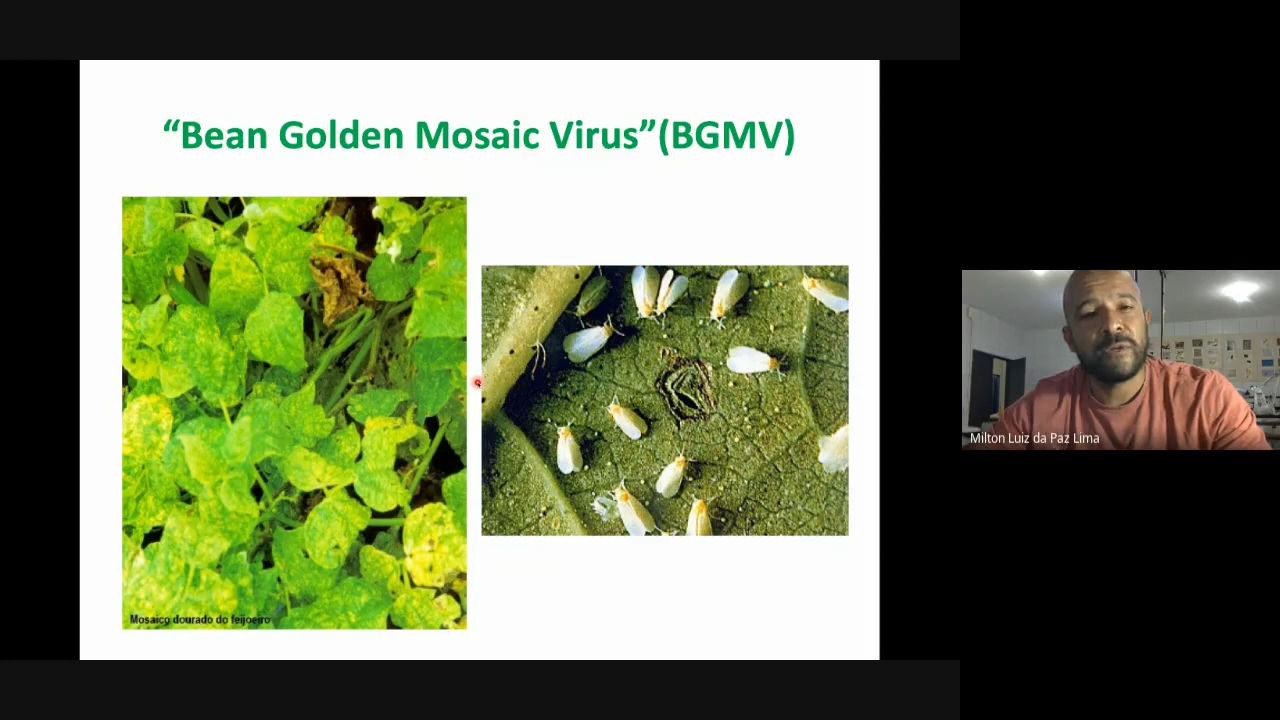 “Bean Golden Mosaic Virus”(BGMV)
Mosaico dourado do feijoeiro
Milton Luiz da Paz Lima